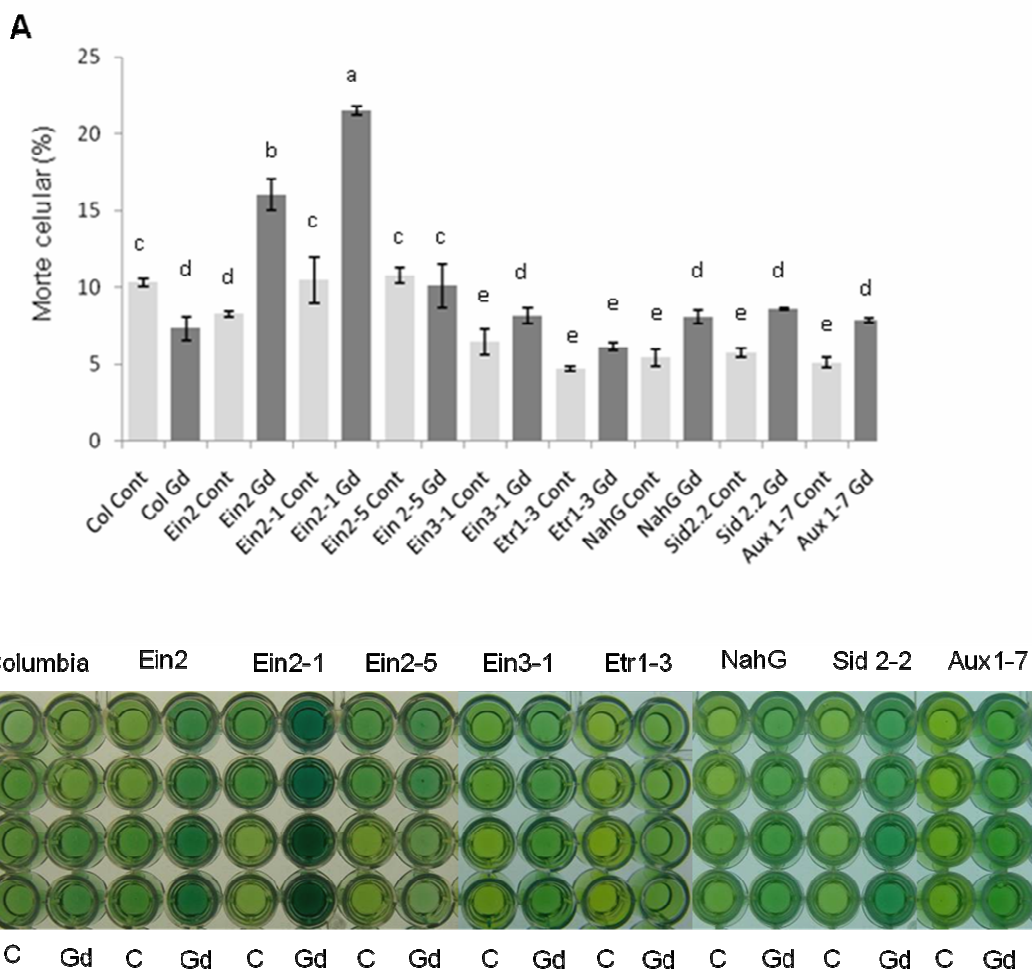 A
Morte celular (%)
25
20
15
10
5
0
c
d
d
b
c
a
c
c
e
d
e
e
e
d
e
d
e
d
Col Cont
Col Gd
Ein2 Cont
Ein2 Gd
Ein2-1 Cont
Ein2-1 Gd
Ein2-5 Cont
Ein 2-5 Gd
Ein3-1 Cont
Ein3-1 Gd
Etr1-3 Cont
Etr1-3 Gd
NahG Cont
NahG Gd
Sid2.2 Cont
Sid 2.2 Gd
Aux 1-7 Cont
Aux 1-7 Gd
olumbia Ein2 Ein2-1 Ein2-5 Ein3-1 Etr1-3 NahG Sid 2-2 Aux1-7
C Gd C Gd C Gd C Gd C Gd C Gd C Gd C Gd C Gd